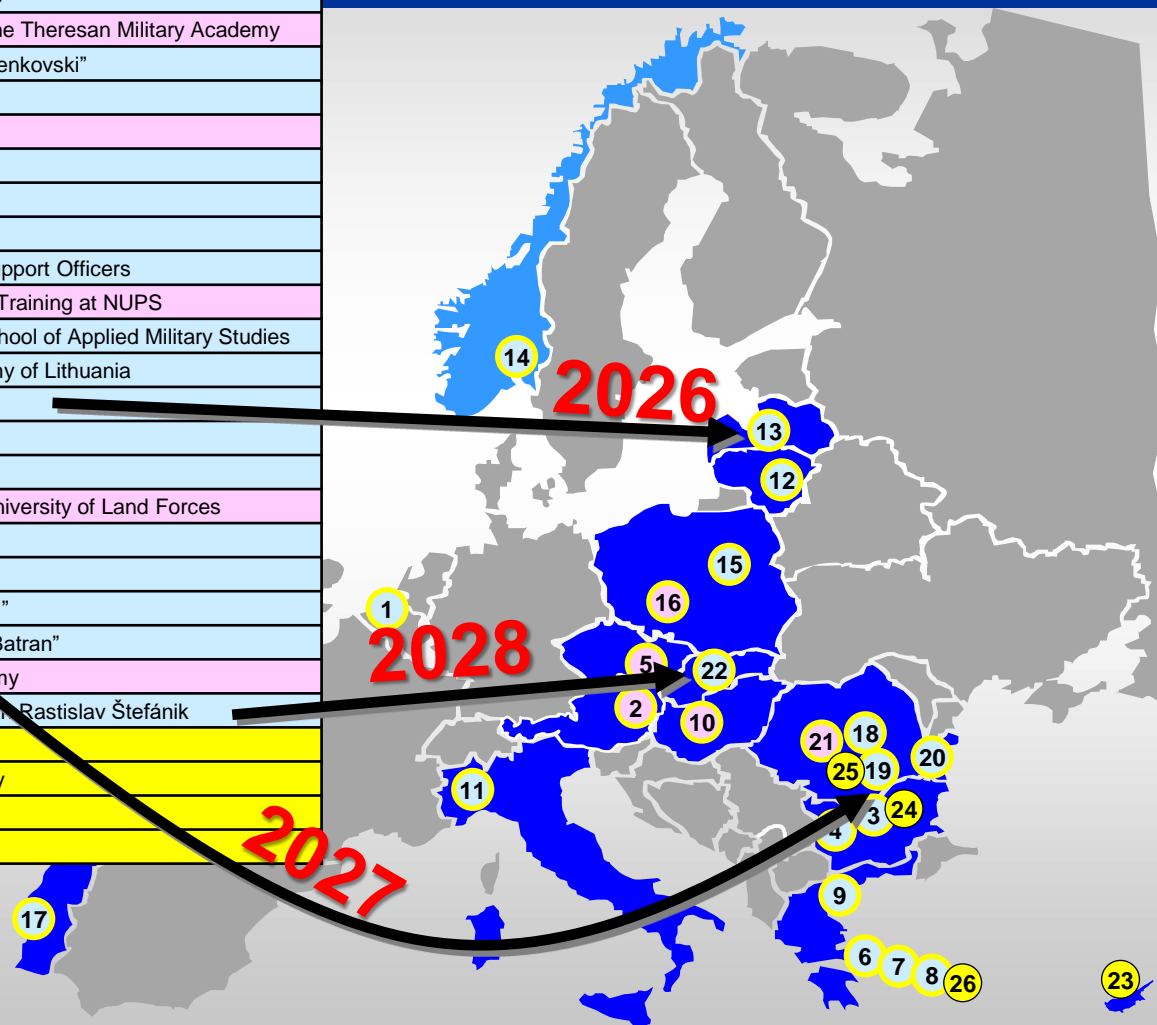 ne Theresan Military Academy
enkovski”
pport Officers
Training at NUPS
hool of Applied Military Studies
ny of Lithuania
niversity of Land Forces
”
Batran”
my
Rastislav Štefánik
y
2026
2028
2027
14
13
12
15
16
1
5
22
2
10
21
18
25
19
20
11
3
24
4
9
17
6
7
8
26
23